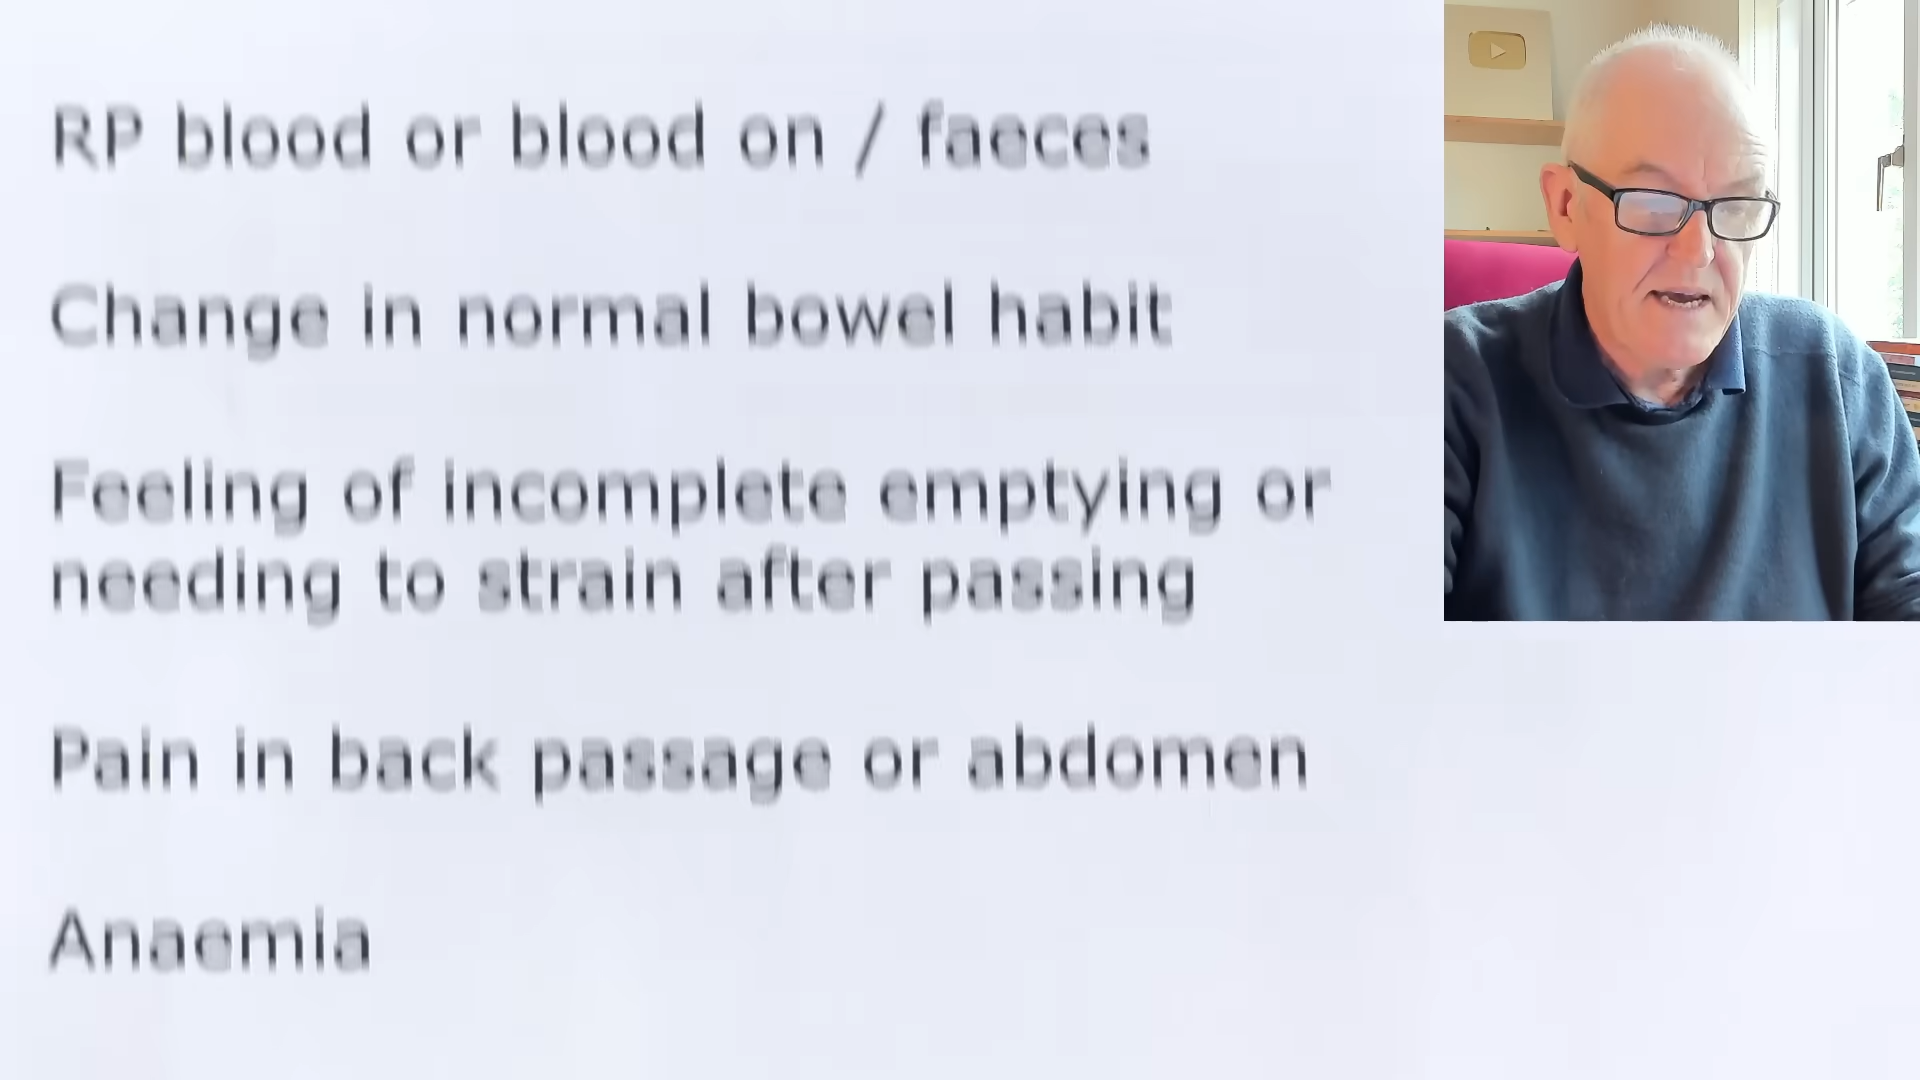 RP blood or blood on / faeces
Change in normal bowel habit
Feeling of incomplete emptying or
needing to strain after passing
Pain in back passage or abdomen
Anaemia